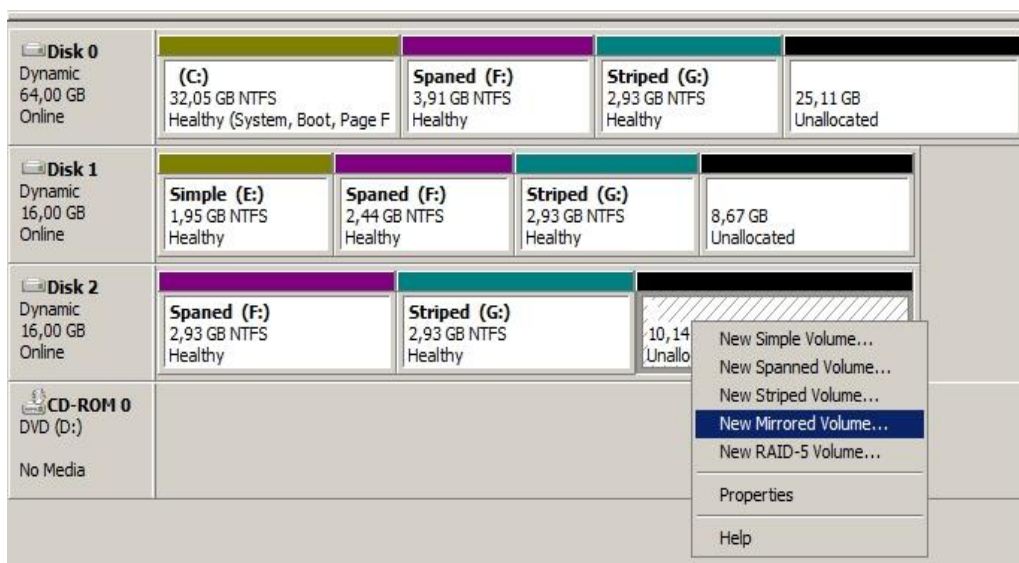 Disk 0
Dynamic
64,00 GB
Online
(C:)
32,05 GB NTFS
Healthy (System, Boot, Page F
Spaned (F:)
3,91 GB NTFS
Healthy
Striped (G:)
2,93 GB NTFS
Healthy
25,11 GB
Unallocated
Disk 1
Dynamic
16,00 GB
Online
Simple (E:)
1,95 GB NTFS
Healthy
Spaned (F:)
2,44 GB NTFS
Healthy
Striped (G:)
2,93 GB NTFS
Healthy
8,67 GB
Unallocated
Disk 2
Dynamic
16,00 GB
Online
Spaned (F:)
2,93 GB NTFS
Healthy
Striped (G:)
2,93 GB NTFS
Healthy
10,14
Unallo
New Simple Volume...
New Spanned Volume...
New Striped Volume...
New Mirrored Volume...
New RAID-5 Volume...
Properties
Help
CD-ROM 0
DVD (D:)
No Media